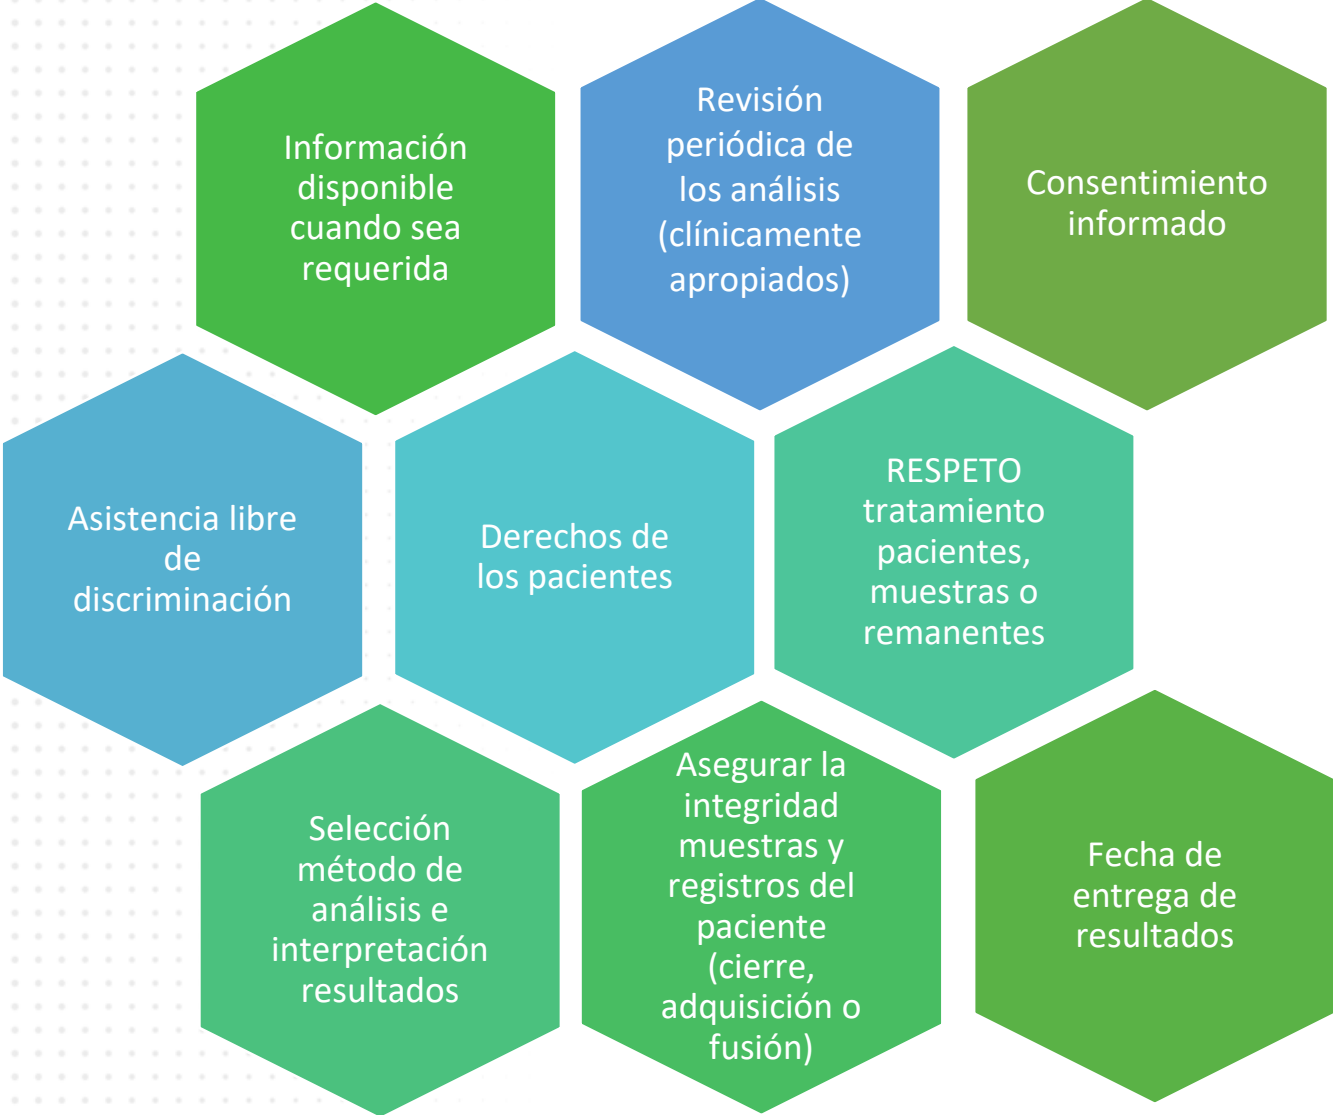 Información
disponible
cuando sea
requerida
Revisión
periódica de
los análisis
(clínicamente
apropiados)
Consentimiento
informado
Asistencia libre
de
discriminación
Derechos de
los pacientes
RESPETO
tratamiento
pacientes,
muestras o
remanentes
Selección
método de
análisis e
interpretación
resultados
Asegurar la
integridad
muestras y
registros del
paciente
(cierre,
adquisición o
fusión)
Fecha de
entrega de
resultados